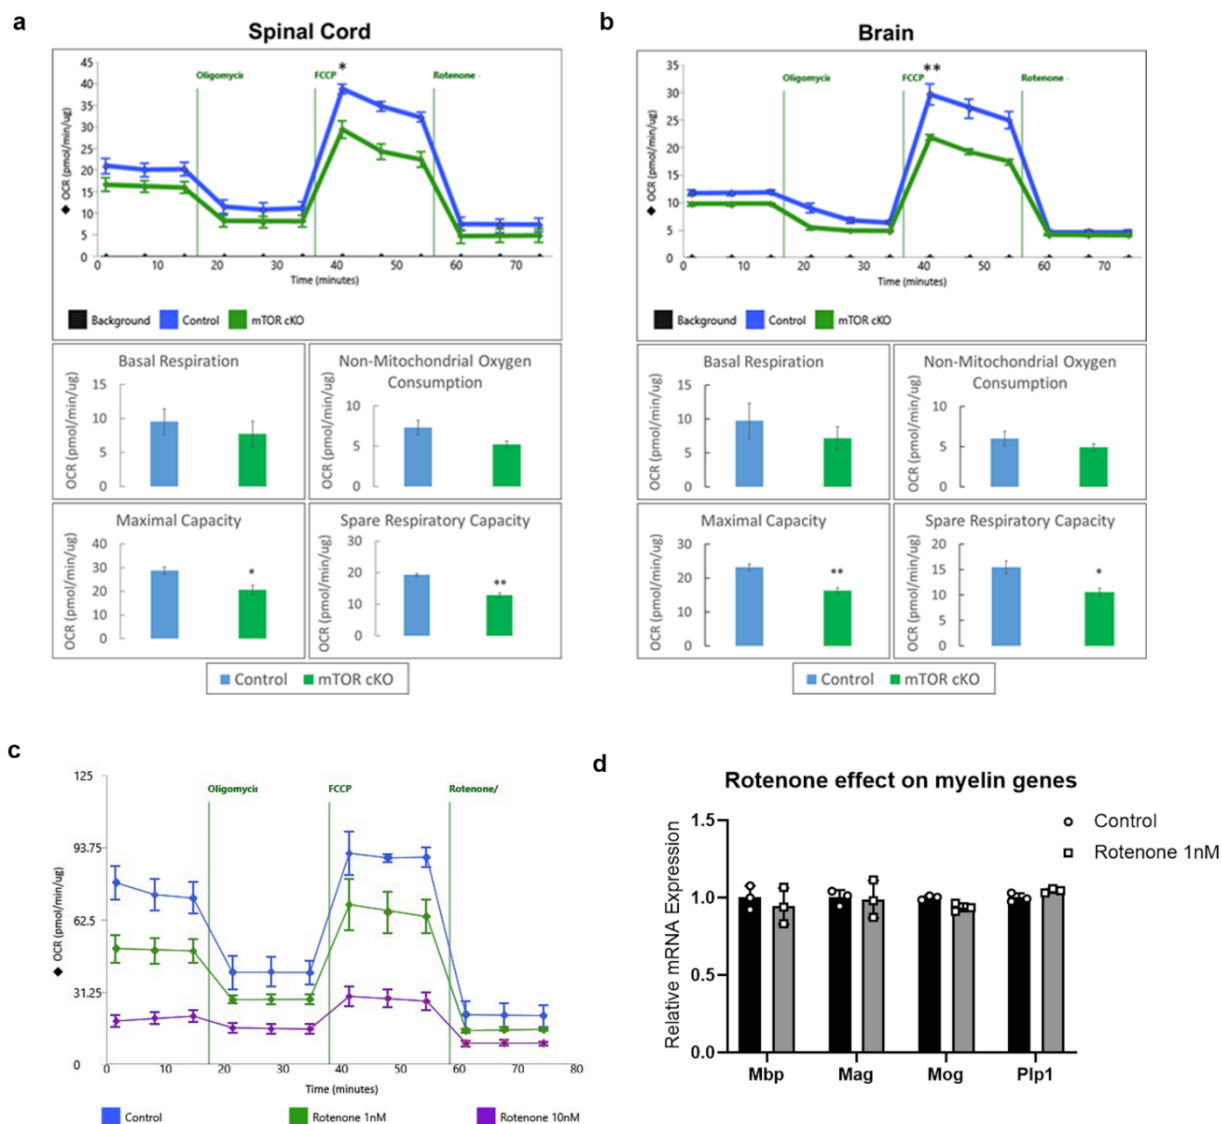 a
Spinal Cord
45
40
35
30
25
20
15
10
5
0
◆ OCR (pmol/min/ug)
Oligomycin
FCCP
*
Rotenone
0 10 20 30 40 50 60 70
Time (minutes)
Background Control mTOR cKO
Basal Respiration
15
10
5
0
OCR (pmol/min/ug)
Non-Mitochondrial Oxygen
Consumption
10
5
0
OCR (pmol/min/ug)
Maximal Capacity
40
30
20
10
0
OCR (pmol/min/ug)
*
Spare Respiratory Capacity
30
20
10
0
OCR (pmol/min/ug)
**
Control mTOR cKO
b
Brain
35
30
25
20
15
10
5
0
◆ OCR (pmol/min/ug)
Oligomycin
FCCP
**
Rotenone
0 10 20 30 40 50 60 70
Time (minutes)
Background Control mTOR cKO
Basal Respiration
15
10
5
0
OCR (pmol/min/ug)
Non-Mitochondrial Oxygen
Consumption
10
5
0
OCR (pmol/min/ug)
Maximal Capacity
30
20
10
0
OCR (pmol/min/ug)
**
Spare Respiratory Capacity
20
15
10
5
0
OCR (pmol/min/ug)
*
Control mTOR cKO
c
125
93.75
62.5
31.25
0
◆ OCR (pmol/min/ug)
Oligomycin
FCCP
Rotenone/
0 10 20 30 40 50 60 70 80
Time (minutes)
Control Rotenone 1nM Rotenone 10nM
d
Rotenone effect on myelin genes
Control
Rotenone 1nM
1.5
1.0
0.5
0.0
Relative mRNA Expression
Mbp Mag Mog Plp1